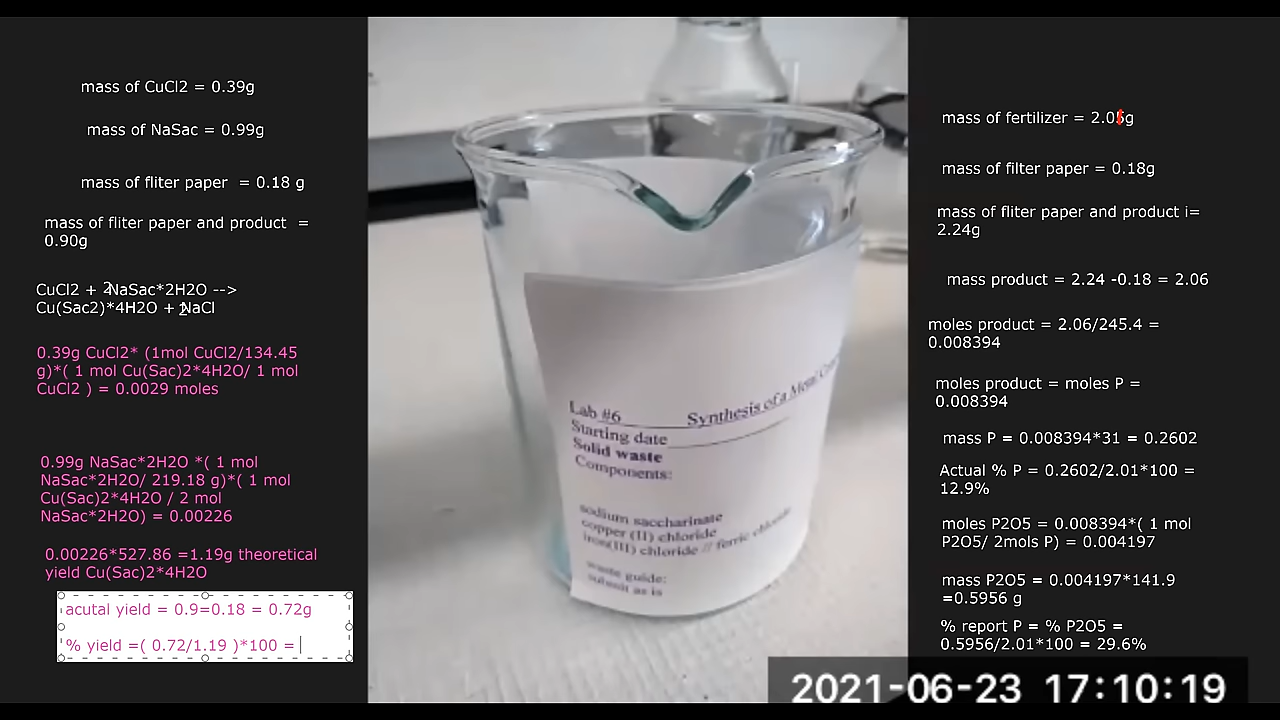 mass of CuCl2 = 0.39g
mass of NaSac = 0.99g
mass of fliter paper = 0.18 g
mass of fliter paper and product =
0.90g
CuCl2 + 2NaSac*2H2O -->
Cu(Sac2)*4H2O + 2NaCl
0.39g CuCl2* (1mol CuCl2/134.45
g)*( 1 mol Cu(Sac)2*4H2O/ 1 mol
CuCl2 ) = 0.0029 moles
0.99g NaSac*2H2O *( 1 mol
NaSac*2H2O/ 219.18 g)*( 1 mol
Cu(Sac)2*4H2O / 2 mol
NaSac*2H2O) = 0.00226
0.00226*527.86 =1.19g theoretical
yield Cu(Sac)2*4H2O
acutal yield = 0.9=0.18 = 0.72g
% yield =( 0.72/1.19 )*100 =
Lab #6 Synthesis of a
Starting date
Solid waste
Components:
sodium saccharinate
copper (II) chloride
iron(III) chloride // ferric chloride
waste guide:
submit as is
mass of fertilizer = 2.0 g
mass of filter paper = 0.18g
mass of fliter paper and product i=
2.24g
mass product = 2.24 -0.18 = 2.06
moles product = 2.06/245.4 =
0.008394
moles product = moles P =
0.008394
mass P = 0.008394*31 = 0.2602
Actual % P = 0.2602/2.01*100 =
12.9%
moles P2O5 = 0.008394*( 1 mol
P2O5/ 2mols P) = 0.004197
mass P2O5 = 0.004197*141.9
=0.5956 g
% report P = % P2O5 =
0.5956/2.01*100 = 29.6%
2021-06-23 17:10:19